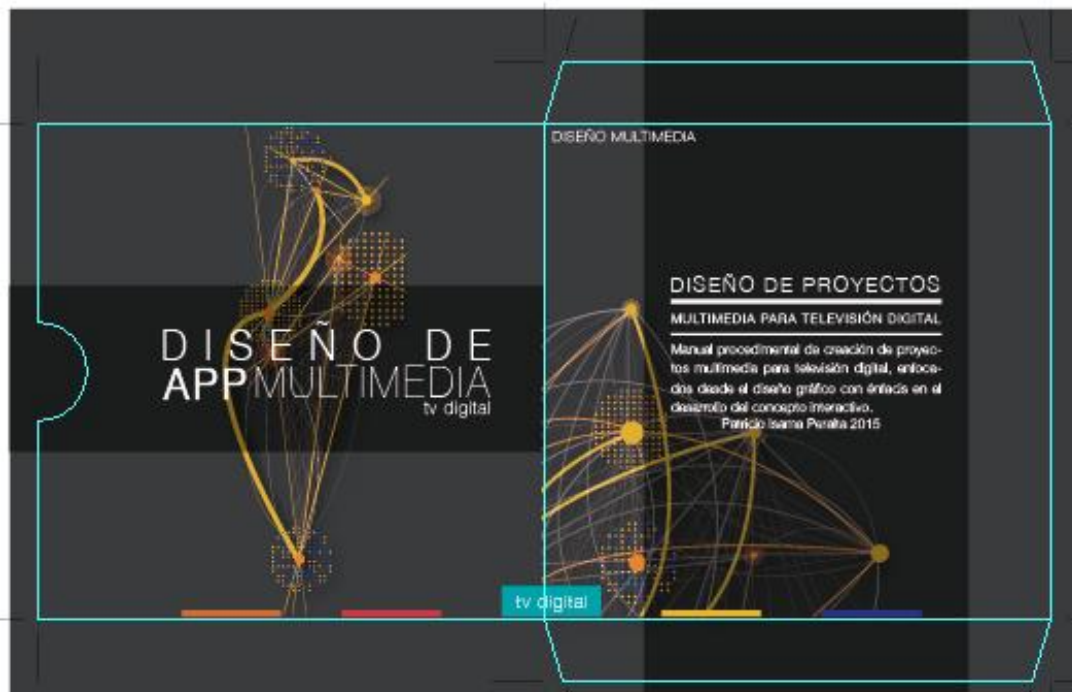 DISEÑO DE
APP MULTIMEDIA
tv digital
DISEÑO MULTIMEDIA
DISEÑO DE PROYECTOS
MULTIMEDIA PARA TELEVISIÓN DIGITAL
Manual procedimental de creación de proyec-
tos multimedia para televisión digital, enfoca-
dos desde el diseño gráfico con énfasis en el
desarrollo del concepto interactivo.
Patricio Isama Peralta 2015
tv digital